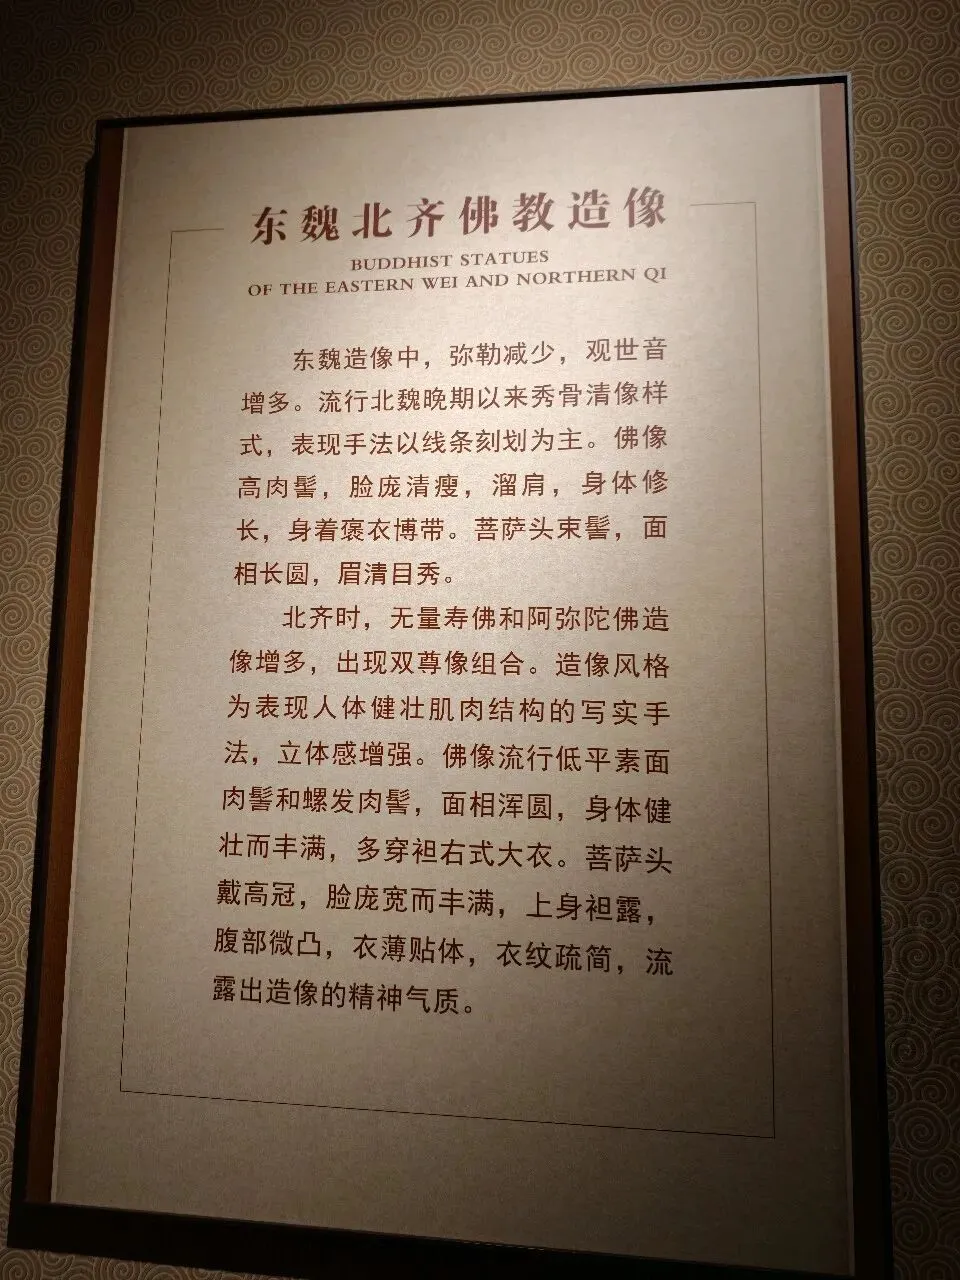 东魏北齐佛教造像
BUDDHIST STATUES
OF THE EASTERN WEI AND NORTHERN QI
东魏造像中，弥勒减少，观世音
增多。流行北魏晚期以来秀骨清像样
式，表现手法以线条刻划为主。佛像
高肉髻，脸庞清瘦，溜肩，身体修
长，身着褒衣博带。菩萨头束髻，面
相长圆，眉清目秀。
北齐时，无量寿佛和阿弥陀佛造
像增多，出现双尊像组合。造像风格
为表现人体健壮肌肉结构的写实手
法，立体感增强。佛像流行低平素面
肉髻和螺发肉髻，面相浑圆，身体健
壮而丰满，多穿袒右式大衣。菩萨头
戴高冠，脸庞宽而丰满，上身袒露，
腹部微凸，衣薄贴体，衣纹疏简，流
露出造像的精神气质。